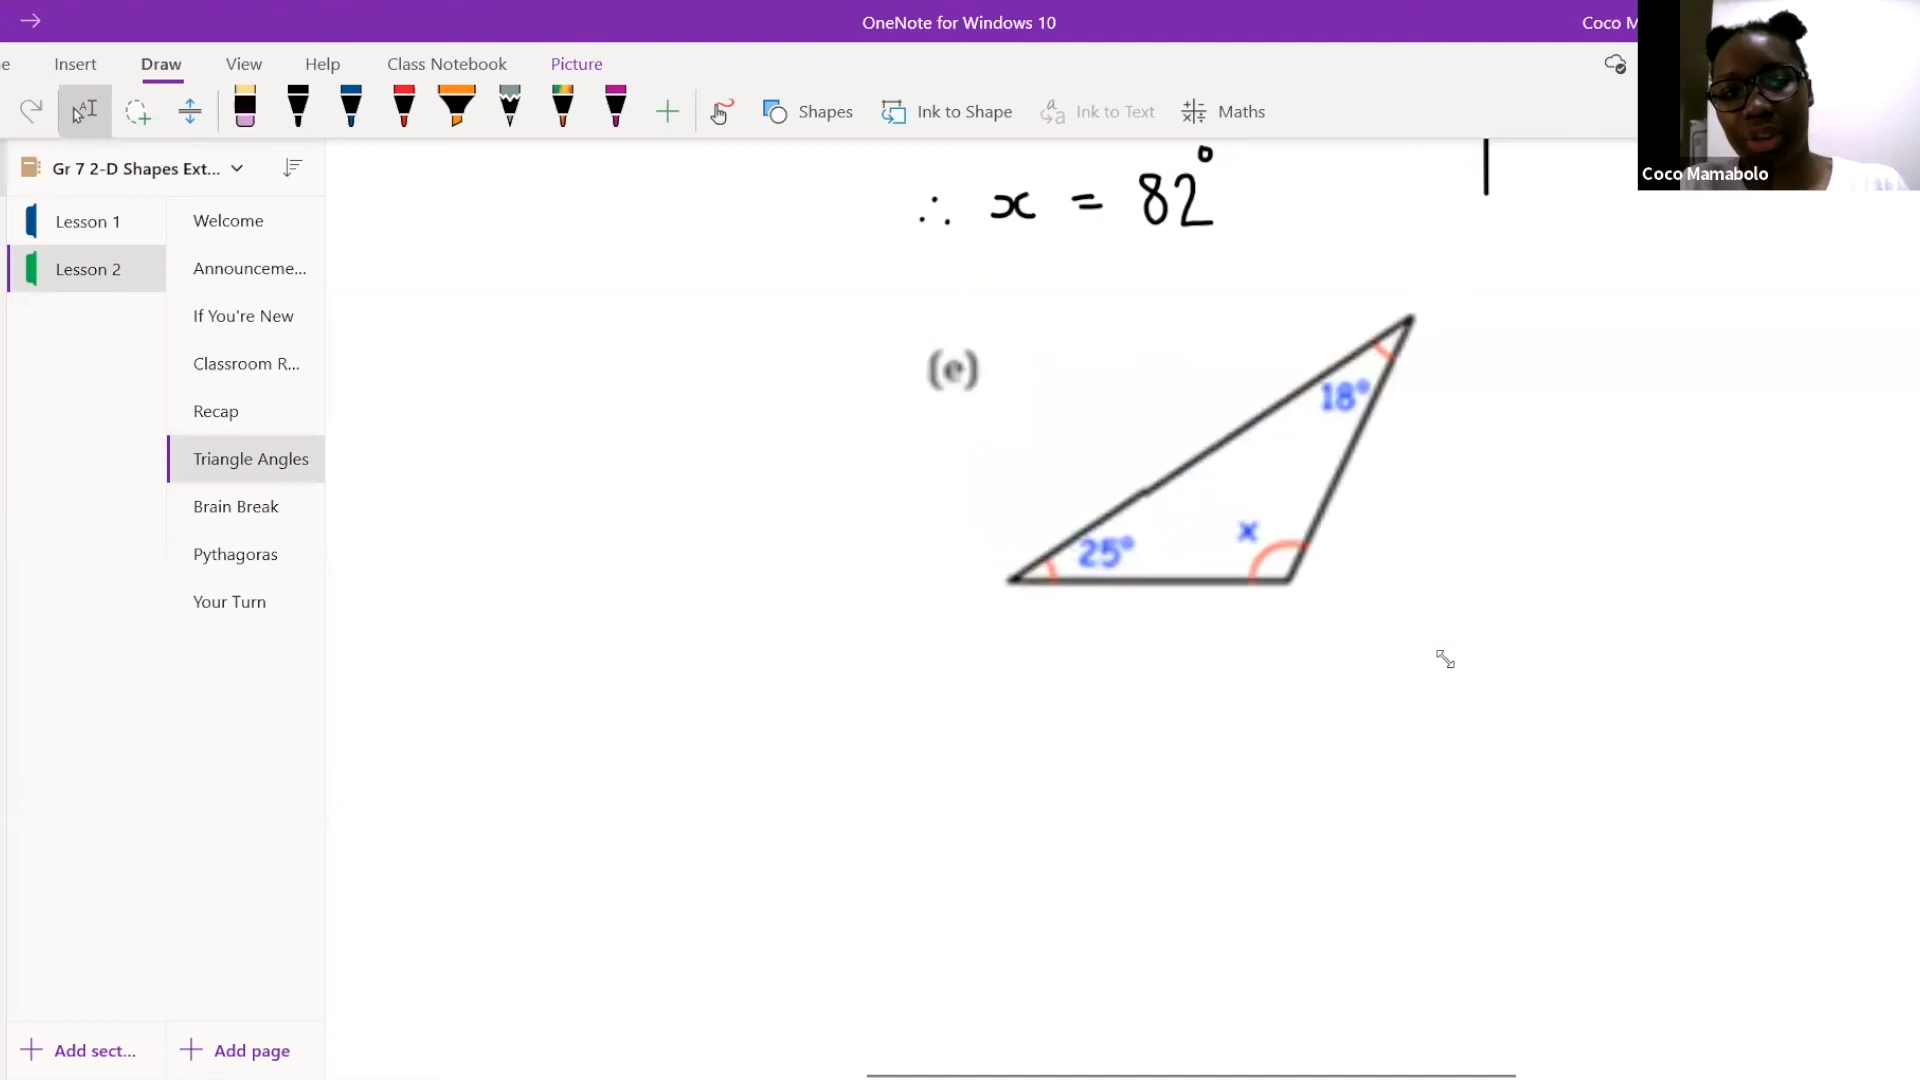 OneNote for Windows 10
Coco M
Insert
Draw
View
Help
Class Notebook
Picture
Shapes
Ink to Shape
Ink to Text
Maths
Coco Mamabolo
Gr 7 2-D Shapes Ext...
Lesson 1
Lesson 2
Welcome
Announceme...
If You're New
Classroom R...
Recap
Triangle Angles
Brain Break
Pythagoras
Your Turn
Add sect...
Add page
∴ x = 82°
(e)
18°
x
25°